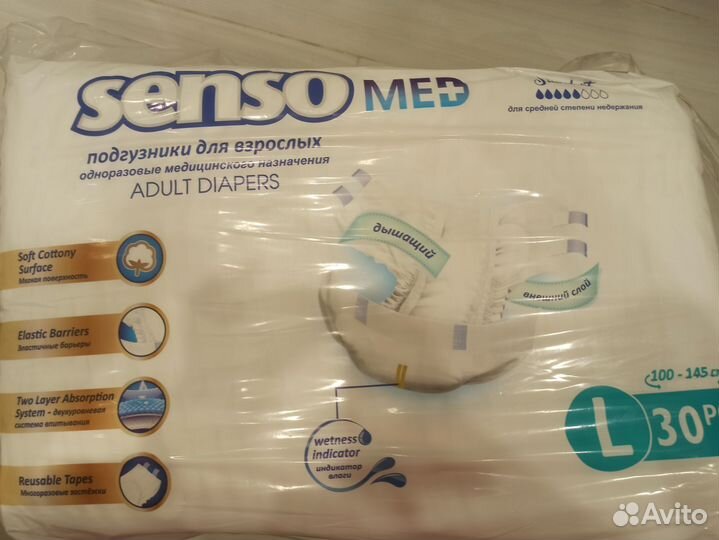 senso MED
для средней степени недержания
подгузники для взрослых
одноразовые медицинского назначения
ADULT DIAPERS
дышащий
внешний слой
Soft Cottony
Surface
Мягкая поверхность
Elastic Barriers
Эластичные барьеры
Two Layer Absorption
System - двухуровневая
система впитывания
Reusable Tapes
Многоразовые застёжки
wetness
indicator
индикатор
влаги
100 - 145
L 30
Avito